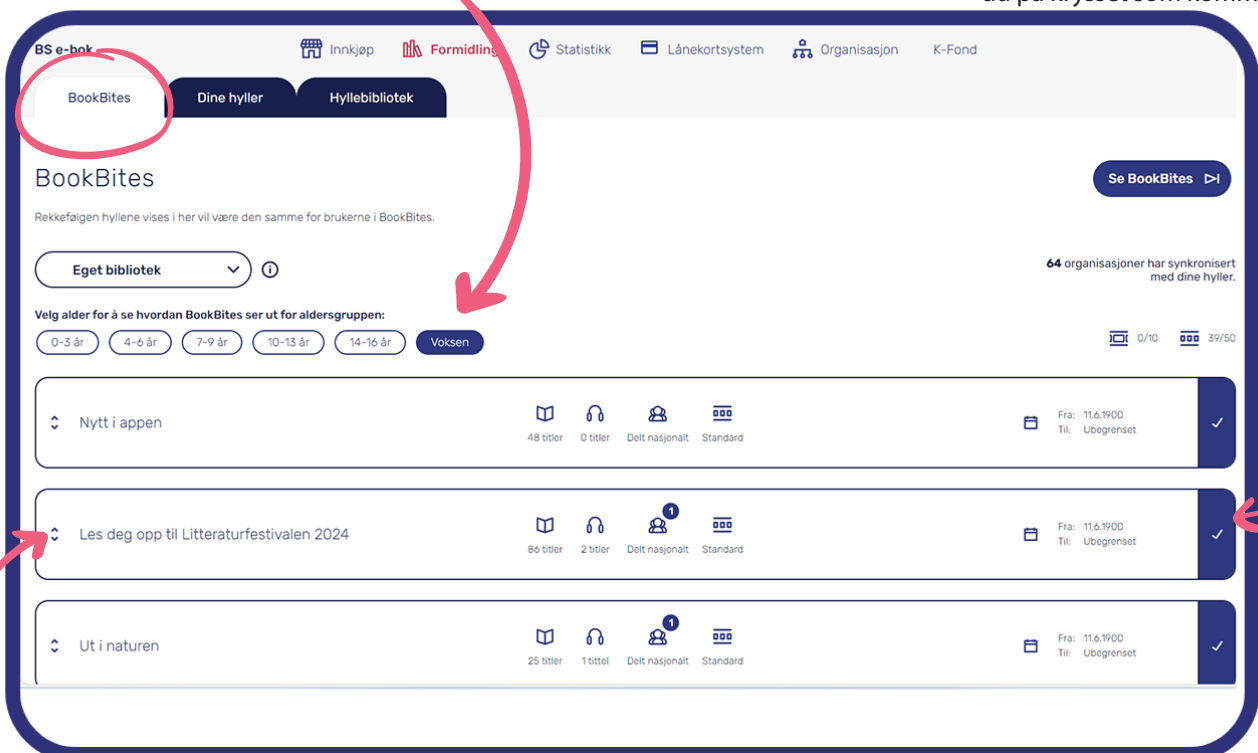 du på krysset som komm
BS e-bok
Innkjøp Formidling Statistikk Lånekortsystem Organisasjon K-Fond
BookBites Dine hyller Hyllebibliotek
BookBites
Se BookBites
Rekkefølgen hyllene vises i her vil være den samme for brukerne i BookBites.
Eget bibliotek
64 organisasjoner har synkronisert
med dine hyller.
Velg alder for å se hvordan BookBites ser ut for aldersgruppen:
0-3 år 4-6 år 7-9 år 10-13 år 14-16 år Voksen
0/10 39/50
Nytt i appen
48 titler 0 titler Delt nasjonalt Standard
Fra: 11.6.1900
Til: Ubegrenset
1
Les deg opp til Litteraturfestivalen 2024
86 titler 2 titler Delt nasjonalt Standard
Fra: 11.6.1900
Til: Ubegrenset
1
Ut i naturen
25 titler 1 tittel Delt nasjonalt Standard
Fra: 11.6.1900
Til: Ubegrenset